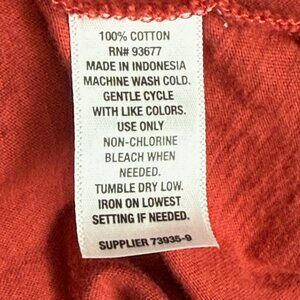 100% COTTON
RN# 93677
MADE IN INDONESIA
MACHINE WASH COLD.
GENTLE CYCLE
WITH LIKE COLORS.
USE ONLY
NON-CHLORINE
BLEACH WHEN
NEEDED.
TUMBLE DRY LOW.
IRON ON LOWEST
SETTING IF NEEDED.
SUPPLIER 73935-9